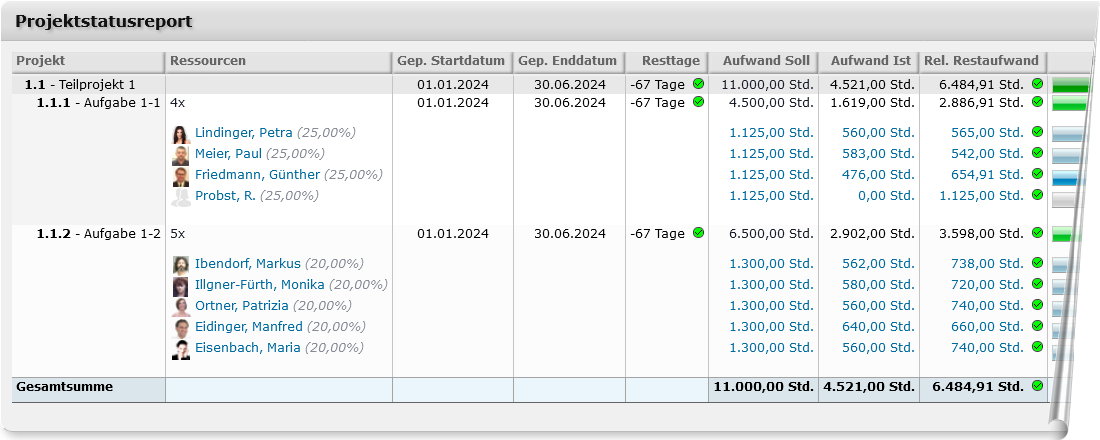 Projektstatusreport
Projekt Ressourcen Gep. Startdatum Gep. Enddatum Resttage Aufwand Soll Aufwand Ist Rel. Restaufwand
1.1 - Teilprojekt 1 01.01.2024 30.06.2024 -67 Tage 11.000,00 Std. 4.521,00 Std. 6.484,91 Std.
1.1.1 - Aufgabe 1-1 4x 01.01.2024 30.06.2024 -67 Tage 4.500,00 Std. 1.619,00 Std. 2.886,91 Std.
Lindinger, Petra (25,00%) 1.125,00 Std. 560,00 Std. 565,00 Std.
Meier, Paul (25,00%) 1.125,00 Std. 583,00 Std. 542,00 Std.
Friedmann, Günther (25,00%) 1.125,00 Std. 476,00 Std. 654,91 Std.
Probst, R. (25,00%) 1.125,00 Std. 0,00 Std. 1.125,00 Std.
1.1.2 - Aufgabe 1-2 5x 01.01.2024 30.06.2024 -67 Tage 6.500,00 Std. 2.902,00 Std. 3.598,00 Std.
Ibendorf, Markus (20,00%) 1.300,00 Std. 562,00 Std. 738,00 Std.
Illgner-Fürth, Monika (20,00%) 1.300,00 Std. 580,00 Std. 720,00 Std.
Ortner, Patrizia (20,00%) 1.300,00 Std. 560,00 Std. 740,00 Std.
Eidinger, Manfred (20,00%) 1.300,00 Std. 640,00 Std. 660,00 Std.
Eisenbach, Maria (20,00%) 1.300,00 Std. 560,00 Std. 740,00 Std.
Gesamtsumme 11.000,00 Std. 4.521,00 Std. 6.484,91 Std.